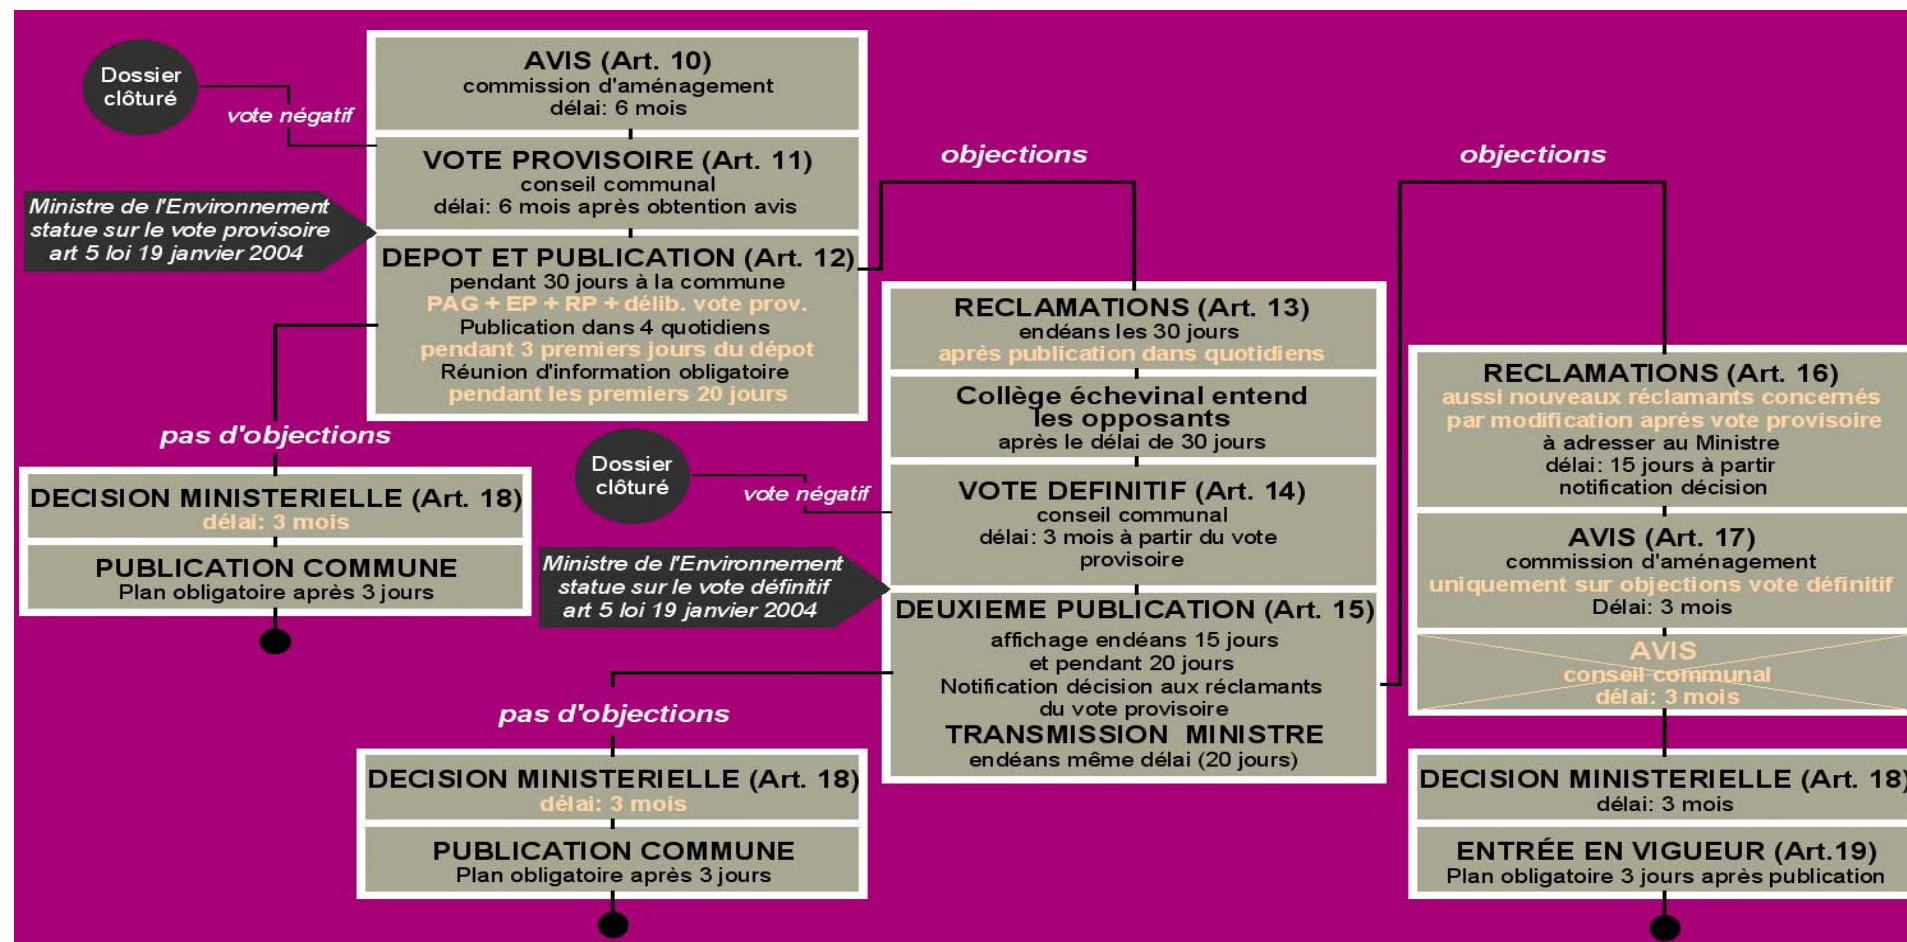 Dossier
clôturé
vote négatif
AVIS (Art. 10)
commission d'aménagement
délai: 6 mois
VOTE PROVISOIRE (Art. 11)
conseil communal
délai: 6 mois après obtention avis
Ministre de l'Environnement
statue sur le vote provisoire
art 5 loi 19 janvier 2004
DEPOT ET PUBLICATION (Art. 12)
pendant 30 jours à la commune
PAG + EP + RP + délib. vote prov.
Publication dans 4 quotidiens
pendant 3 premiers jours du dépot
Réunion d'information obligatoire
pendant les premiers 20 jours
pas d'objections
DECISION MINISTERIELLE (Art. 18)
délai: 3 mois
PUBLICATION COMMUNE
Plan obligatoire après 3 jours
objections
RECLAMATIONS (Art. 13)
endéans les 30 jours
après publication dans quotidiens
Collège échevinal entend
les opposants
après le délai de 30 jours
Dossier
clôturé
vote négatif
VOTE DEFINITIF (Art. 14)
conseil communal
délai: 3 mois à partir du vote
provisoire
Ministre de l'Environnement
statue sur le vote définitif
art 5 loi 19 janvier 2004
DEUXIEME PUBLICATION (Art. 15)
affichage endéans 15 jours
et pendant 20 jours
Notification décision aux réclamants
du vote provisoire
TRANSMISSION MINISTRE
endéans même délai (20 jours)
pas d'objections
DECISION MINISTERIELLE (Art. 18)
délai: 3 mois
PUBLICATION COMMUNE
Plan obligatoire après 3 jours
objections
RECLAMATIONS (Art. 16)
aussi nouveaux réclamants concernés
par modification après vote provisoire
à adresser au Ministre
délai: 15 jours à partir
notification décision
AVIS (Art. 17)
commission d'aménagement
uniquement sur objections vote définitif
Délai: 3 mois
AVIS
conseil communal
délai: 3 mois
DECISION MINISTERIELLE (Art. 18)
délai: 3 mois
ENTRÉE EN VIGUEUR (Art.19)
Plan obligatoire 3 jours après publication